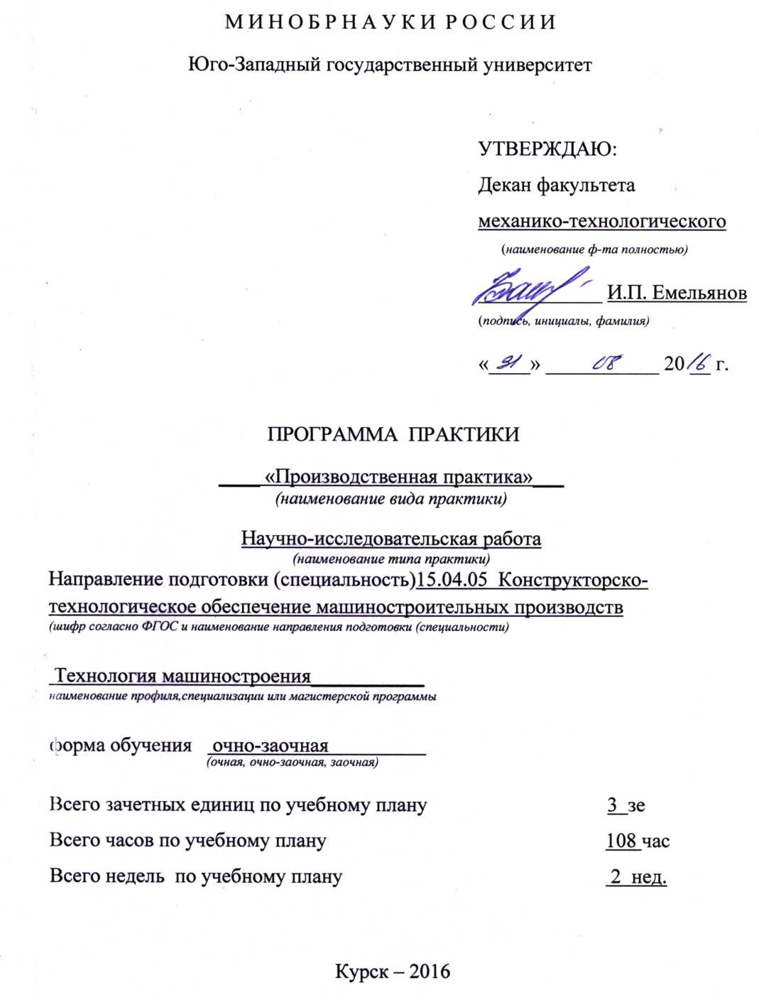 МИНОБРНАУКИ РОССИИ
Юго-Западный государственный университет
УТВЕРЖДАЮ:
Декан факультета
механико-технологического
(наименование ф-та полностью)
И.П. Емельянов
(подпись, инициалы, фамилия)
«31» 08 2016 г.
ПРОГРАММА ПРАКТИКИ
«Производственная практика»
(наименование вида практики)
Научно-исследовательская работа
(наименование типа практики)
Направление подготовки (специальность)15.04.05 Конструкторско-
технологическое обеспечение машиностроительных производств
(шифр согласно ФГОС и наименование направления подготовки (специальности)
Технология машиностроения
наименование профиля,специализации или магистерской программы
форма обучения очно-заочная
(очная, очно-заочная, заочная)
Всего зачетных единиц по учебному плану 3 зе
Всего часов по учебному плану 108 час
Всего недель по учебному плану 2 нед.
Курск – 2016